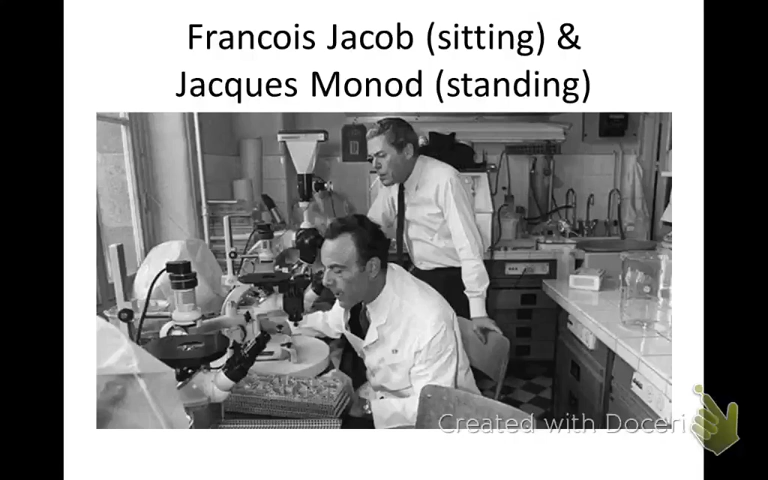 Francois Jacob (sitting) &
Jacques Monod (standing)
Created with Doceri